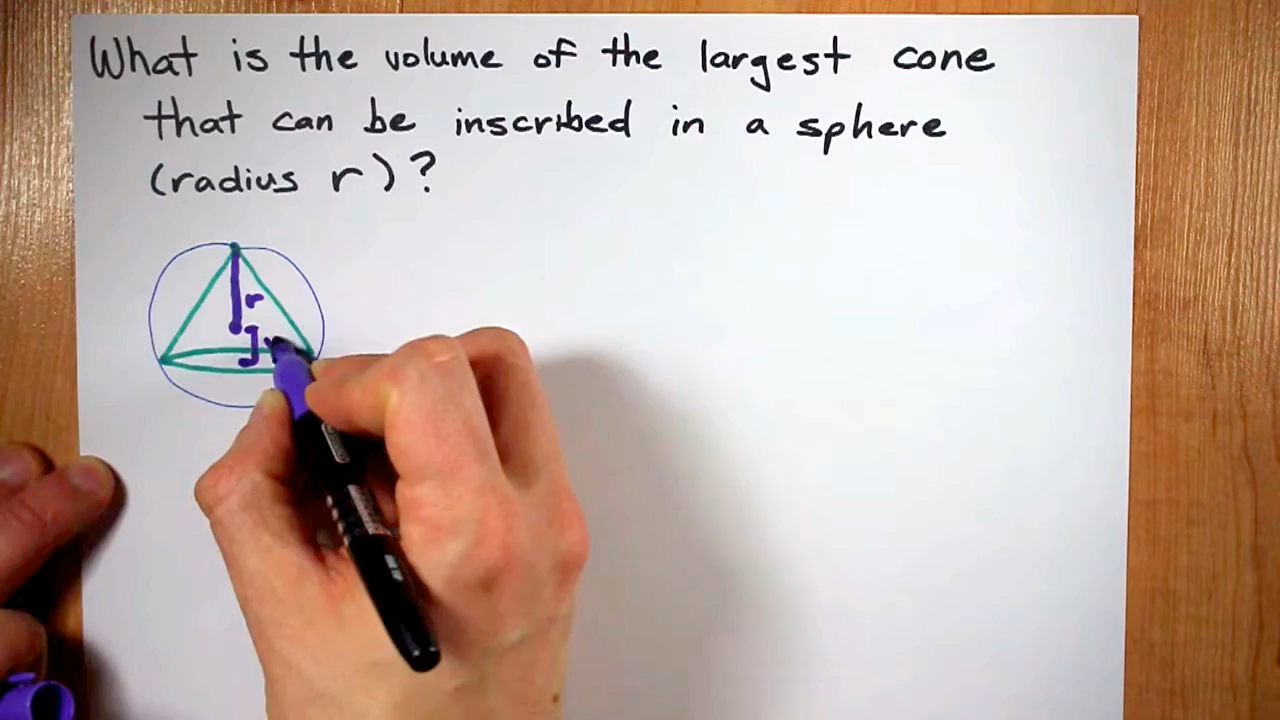 What is the volume of the largest cone
that can be inscribed in a sphere
(radius r)?
r